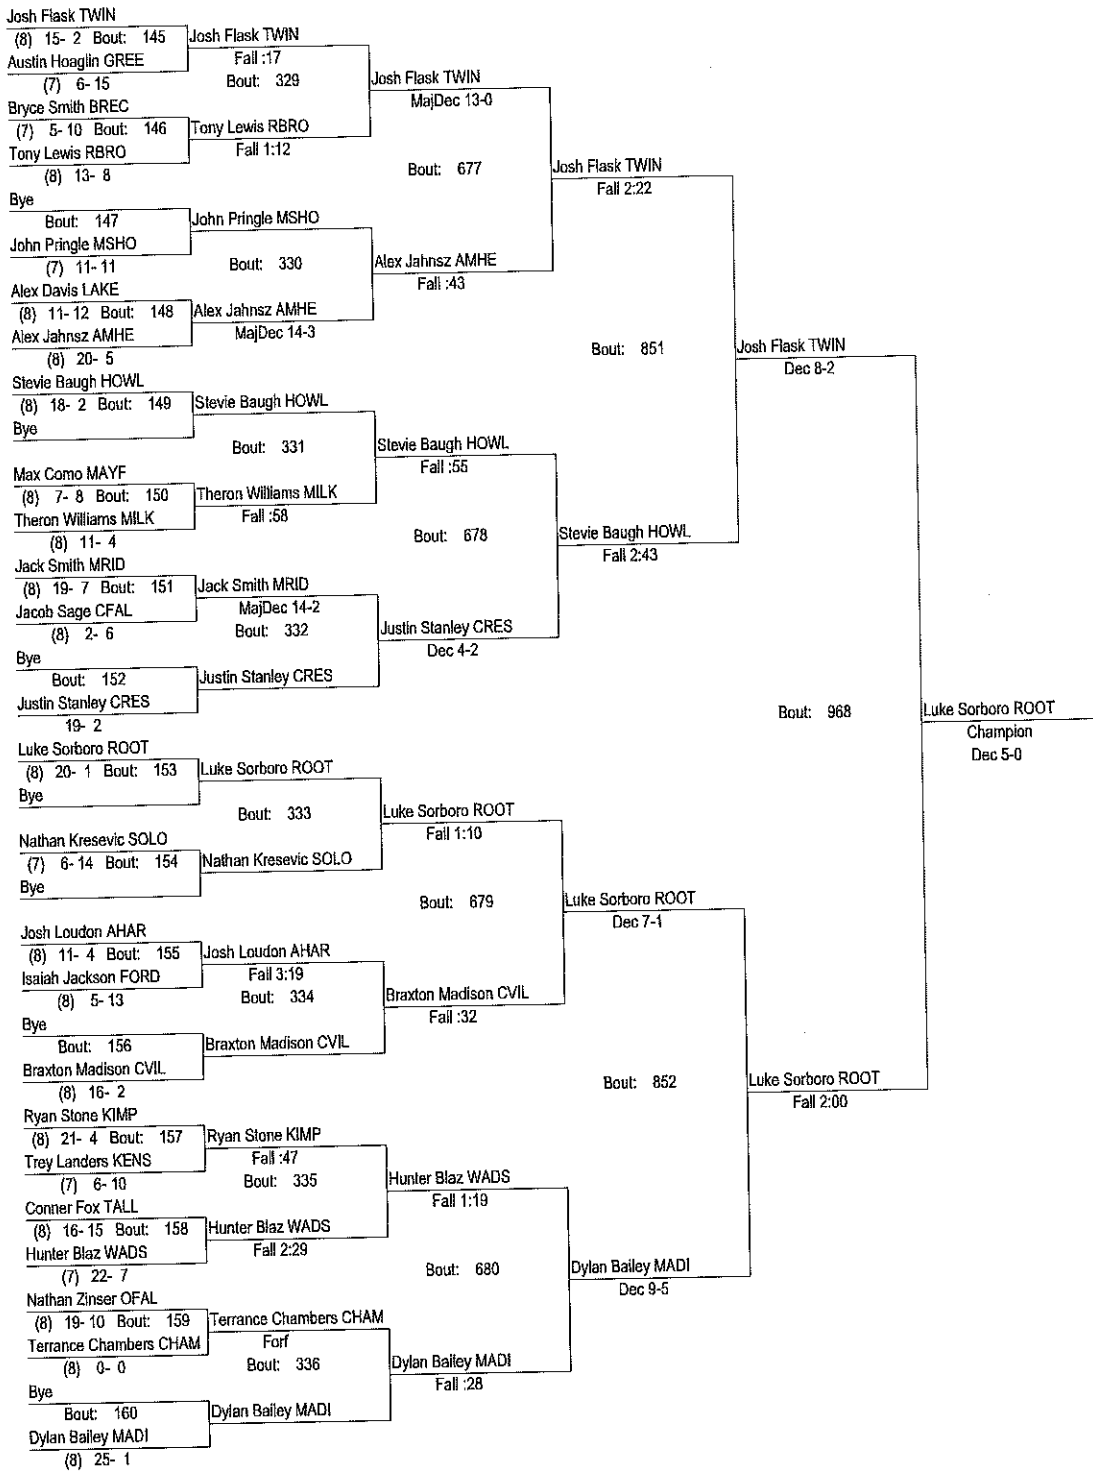 Josh Flask TWIN
(8) 15- 2 Bout: 145
Austin Hoaglin GREE
(7) 6- 15
Bryce Smith BREC
(7) 5- 10 Bout: 146
Tony Lewis RBRO
(8) 13- 8
Bye
Bout: 147
John Pringle MSHO
(7) 11- 11
Alex Davis LAKE
(8) 11- 12 Bout: 148
Alex Jahnsz AMHE
(8) 20- 5
Stevie Baugh HOWL
(8) 18- 2 Bout: 149
Bye
Max Como MAYF
(8) 7- 8 Bout: 150
Theron Williams MILK
(8) 11- 4
Jack Smith MRID
(8) 19- 7 Bout: 151
Jacob Sage CFAL
(8) 2- 6
Bye
Bout: 152
Justin Stanley CRES
19- 2
Luke Sorboro ROOT
(8) 20- 1 Bout: 153
Bye
Nathan Kresevic SOLO
(7) 6- 14 Bout: 154
Bye
Josh Loudon AHAR
(8) 11- 4 Bout: 155
Isaiah Jackson FORD
(8) 5- 13
Bye
Bout: 156
Braxton Madison CVIL
(8) 16- 2
Ryan Stone KIMP
(8) 21- 4 Bout: 157
Trey Landers KENS
(7) 6- 10
Conner Fox TALL
(8) 16- 15 Bout: 158
Hunter Blaz WADS
(7) 22- 7
Nathan Zinser OFAL
(8) 19- 10 Bout: 159
Terrance Chambers CHAM
(8) 0- 0
Bye
Bout: 160
Dylan Bailey MADI
(8) 25- 1
Josh Flask TWIN
Fall :17
Bout: 329
Tony Lewis RBRO
Fall 1:12
John Pringle MSHO
Bout: 330
Alex Jahnsz AMHE
MajDec 14-3
Stevie Baugh HOWL
Bout: 331
Theron Williams MILK
Fall :58
Jack Smith MRID
MajDec 14-2
Bout: 332
Justin Stanley CRES
Luke Sorboro ROOT
Bout: 333
Nathan Kresevic SOLO
Josh Loudon AHAR
Fall 3:19
Bout: 334
Braxton Madison CVIL
Ryan Stone KIMP
Fall :47
Bout: 335
Hunter Blaz WADS
Fall 2:29
Terrance Chambers CHAM
Forf
Bout: 336
Dylan Bailey MADI
Josh Flask TWIN
MajDec 13-0
Bout: 677
Alex Jahnsz AMHE
Fall :43
Stevie Baugh HOWL
Fall :55
Bout: 678
Justin Stanley CRES
Dec 4-2
Luke Sorboro ROOT
Fall 1:10
Bout: 679
Braxton Madison CVIL
Fall :32
Hunter Blaz WADS
Fall 1:19
Bout: 680
Dylan Bailey MADI
Fall :28
Josh Flask TWIN
Fall 2:22
Bout: 851
Stevie Baugh HOWL
Fall 2:43
Luke Sorboro ROOT
Dec 7-1
Bout: 852
Dylan Bailey MADI
Dec 9-5
Josh Flask TWIN
Dec 8-2
Bout: 968
Luke Sorboro ROOT
Fall 2:00
Luke Sorboro ROOT
Champion
Dec 5-0